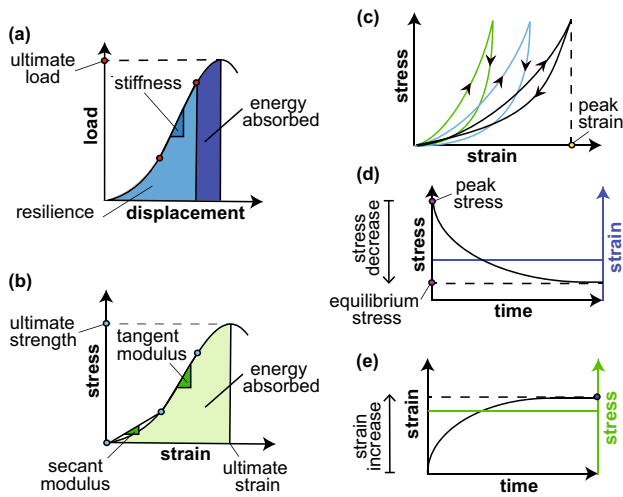 (a)
ultimate
load
load
stiffness
energy
absorbed
resilience
displacement
(b)
ultimate
strength
stress
tangent
modulus
energy
absorbed
secant
modulus
strain
ultimate
strain
(c)
stress
strain
peak
strain
(d)
stress
decrease
stress
peak
stress
equilibrium
stress
time
strain
(e)
strain
increase
strain
time
stress